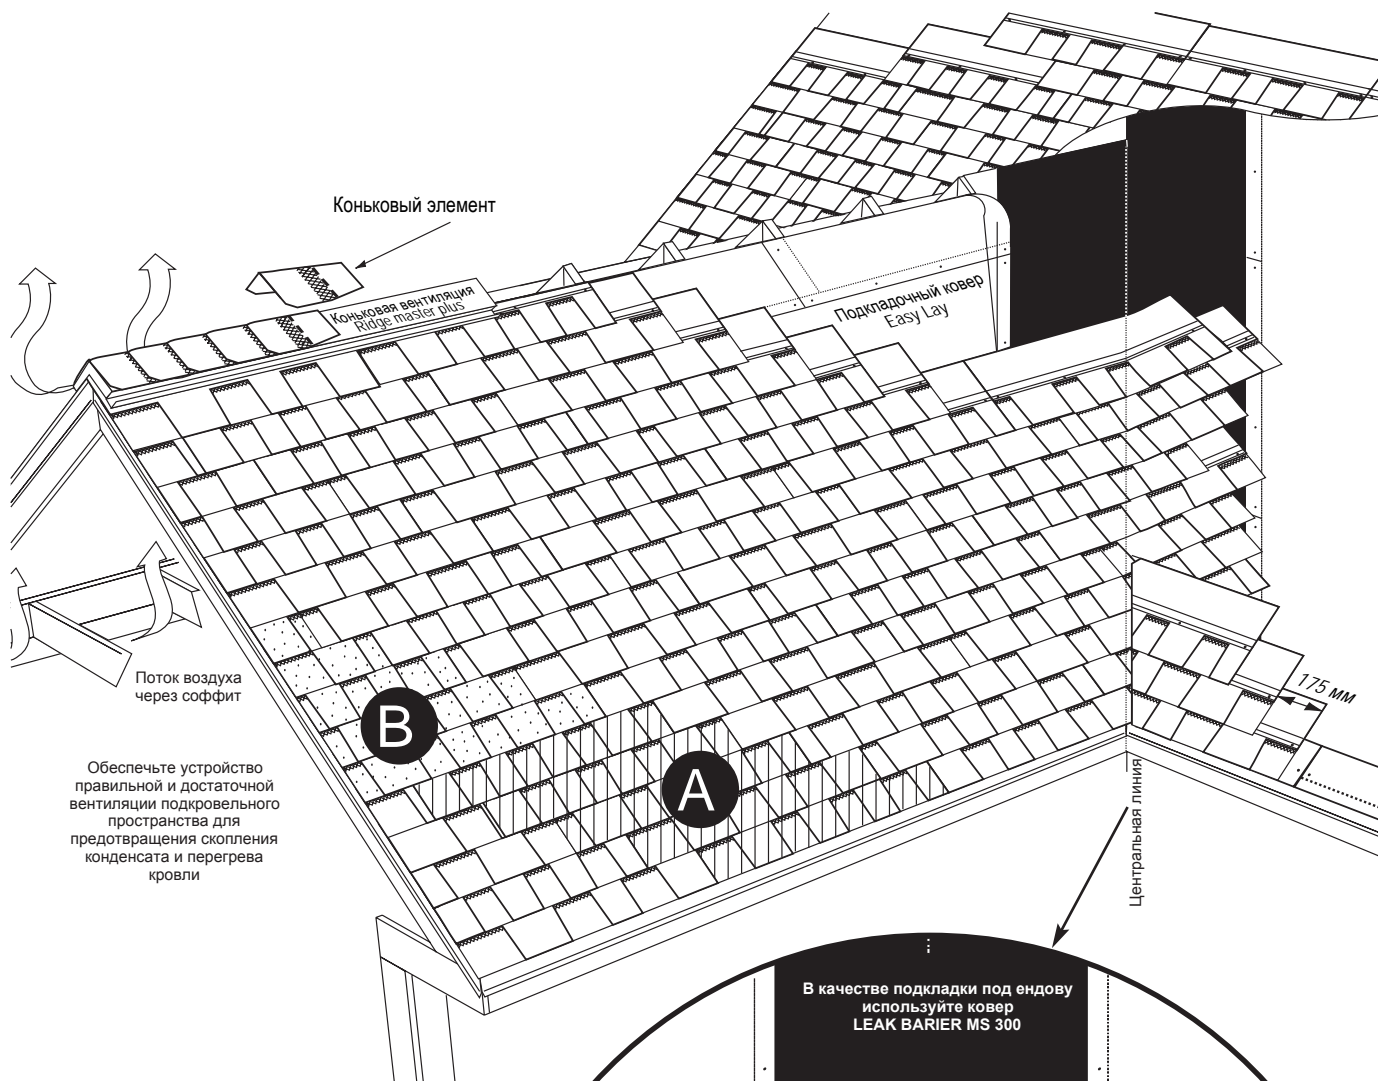 Коньковый элемент
Коньковая вентиляция
Ridge master plus
Подкладочный ковер
Easy Lay
Поток воздуха
через соффит
175 мм
B
A
Обеспечьте устройство
правильной и достаточной
вентиляции подкровельного
пространства для
предотвращения скопления
конденсата и перегрева
кровли
Центральная линия
В качестве подкладки под ендову
используйте ковер
LEAK BARIER MS 300